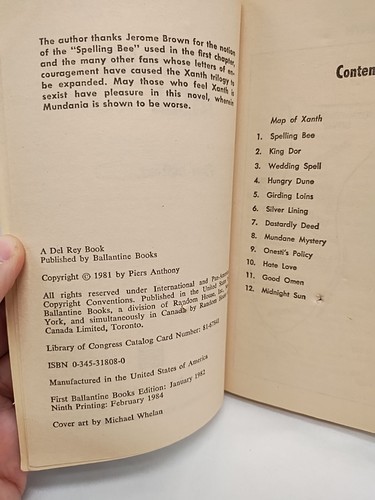 The author thanks Jerome Brown for the notion
of the "Spelling Bee" used in the first chapter,
and the many other fans whose letters of en-
couragement have caused the Xanth trilogy to
be expanded. May those who feel Xanth is
sexist have pleasure in this novel, wherein
Mundania is shown to be worse.
A Del Rey Book
Published by Ballantine Books
Copyright © 1981 by Piers Anthony
All rights reserved under International and Pan-American
Copyright Conventions. Published in the United States by
Ballantine Books, a division of Random House, Inc., New
York, and simultaneously in Canada by Random House of
Canada Limited, Toronto.
Library of Congress Catalog Card Number:
ISBN 0-345-31808-0
Manufactured in the United States of America
First Ballantine Books Edition: January 1982
Ninth Printing: February 1984
Cover art by Michael Whelan
Conten
Map of Xanth
1. Spelling Bee
2. King Dor
3. Wedding Spell
4. Hungry Dune
5. Girding Loins
6. Silver Lining
7. Dastardly Deed
8. Mundane Mystery
9. Onesti's Policy
10. Hate Love
11. Good Omen
12. Midnight Sun